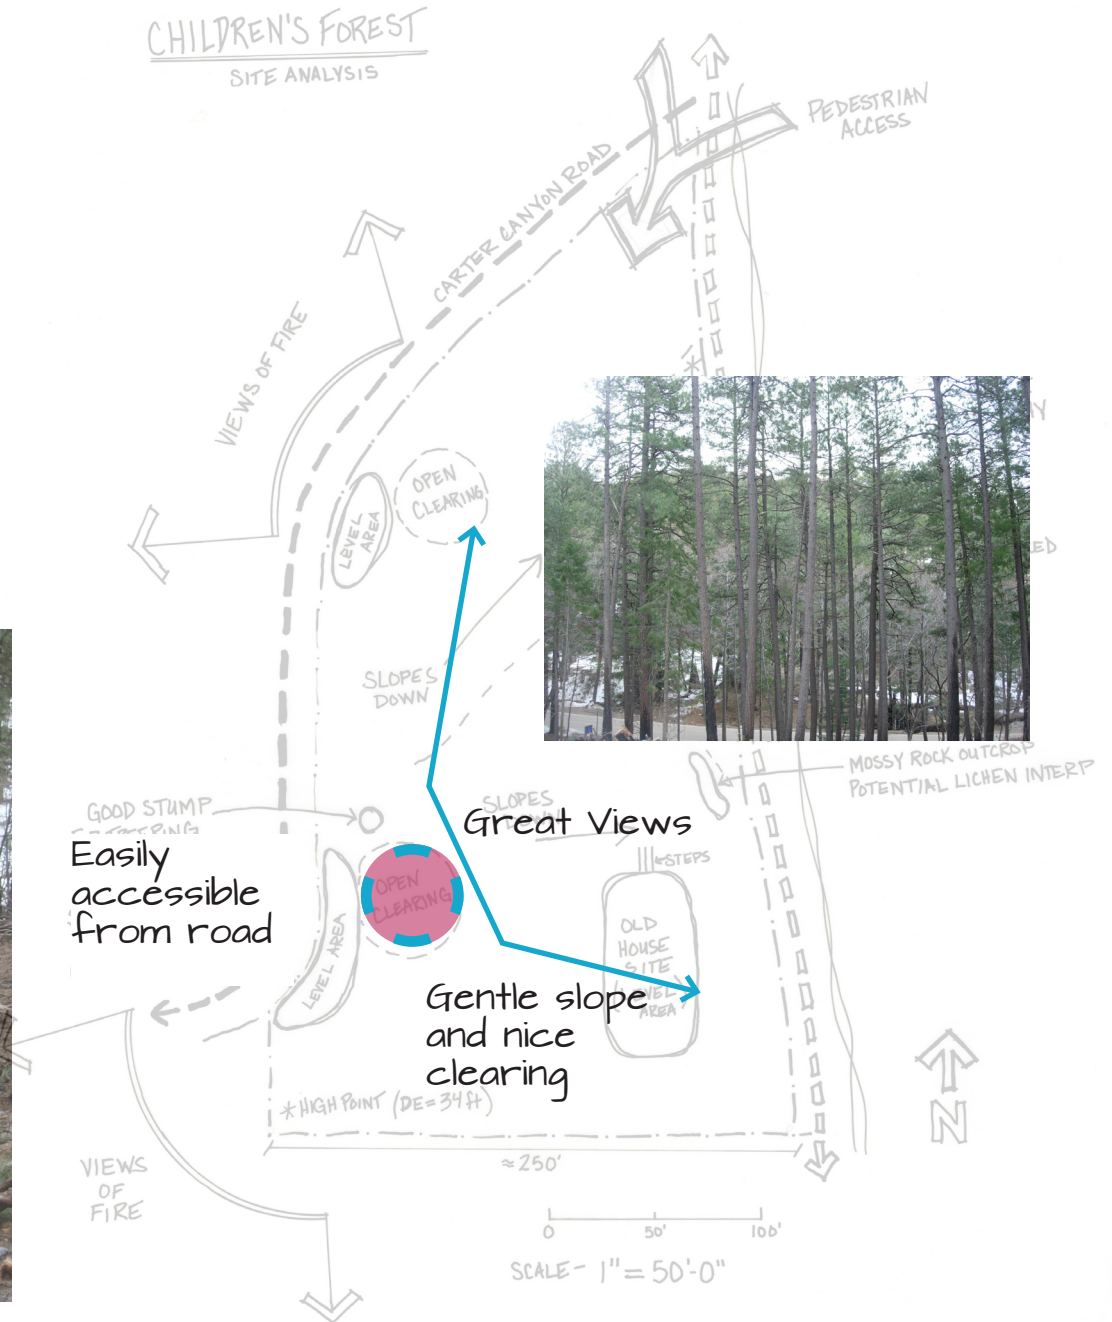 CHILDREN'S FOREST
SITE ANALYSIS
PEDESTRIAN
ACCESS
CARTER CANYON ROAD
VIEWS OF FIRE
OPEN
CLEARING
LEVEL
AREA
SLOPES
DOWN
MOSSY ROCK OUTCROP
POTENTIAL LICHEN INTERP
GOOD STUMP
SLOPES
DOWN
Great Views
Easily
accessible
from road
STEPS
OPEN
CLEARING
LEVEL AREA
OLD
HOUSE
SITE
(LEVEL
AREA)
Gentle slope
and nice
clearing
*HIGH POINT (DE=34ft)
≈250'
N
VIEWS
OF
FIRE
0 50' 100'
SCALE- 1"=50'-0"